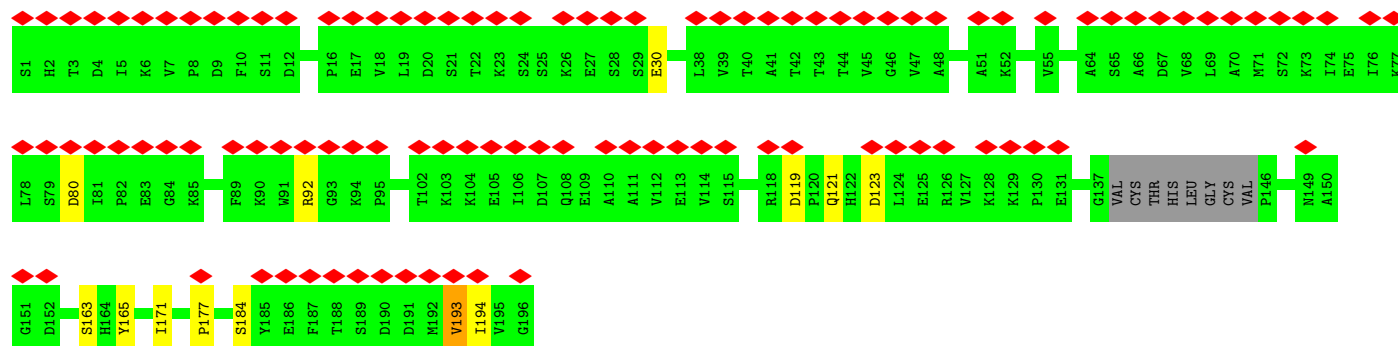 S1 H2 T3 D4 I5 K6 V7 P8 D9 F10 S11 D12 P16 E17 V18 L19 D20 S21 T22 K23 S24 S25 K26 E27 S28 S29 E30 L38 V39 T40 A41 T42 T43 T44 V45 G46 V47 A48 A51 K52 V55 A64 S65 A66 D67 V68 L69 A70 M71 S72 K73 I74 E75 I76 K77
L78 S79 D80 I81 P82 E83 G84 K85 F89 K90 W91 R92 G93 K94 P95 T102 K103 K104 E105 I106 D107 Q108 E109 A110 A111 V112 E113 V114 S115 R118 D119 P120 Q121 H122 D123 L124 E125 R126 V127 K128 K129 P130 E131 G137 VAL CYS THR HIS LEU GLY CYS VAL P146 N149 A150
G151 D152 S163 H164 Y165 I171 P177 S184 Y185 E186 F187 T188 S189 D190 D191 M192 V193 I194 V195 G196